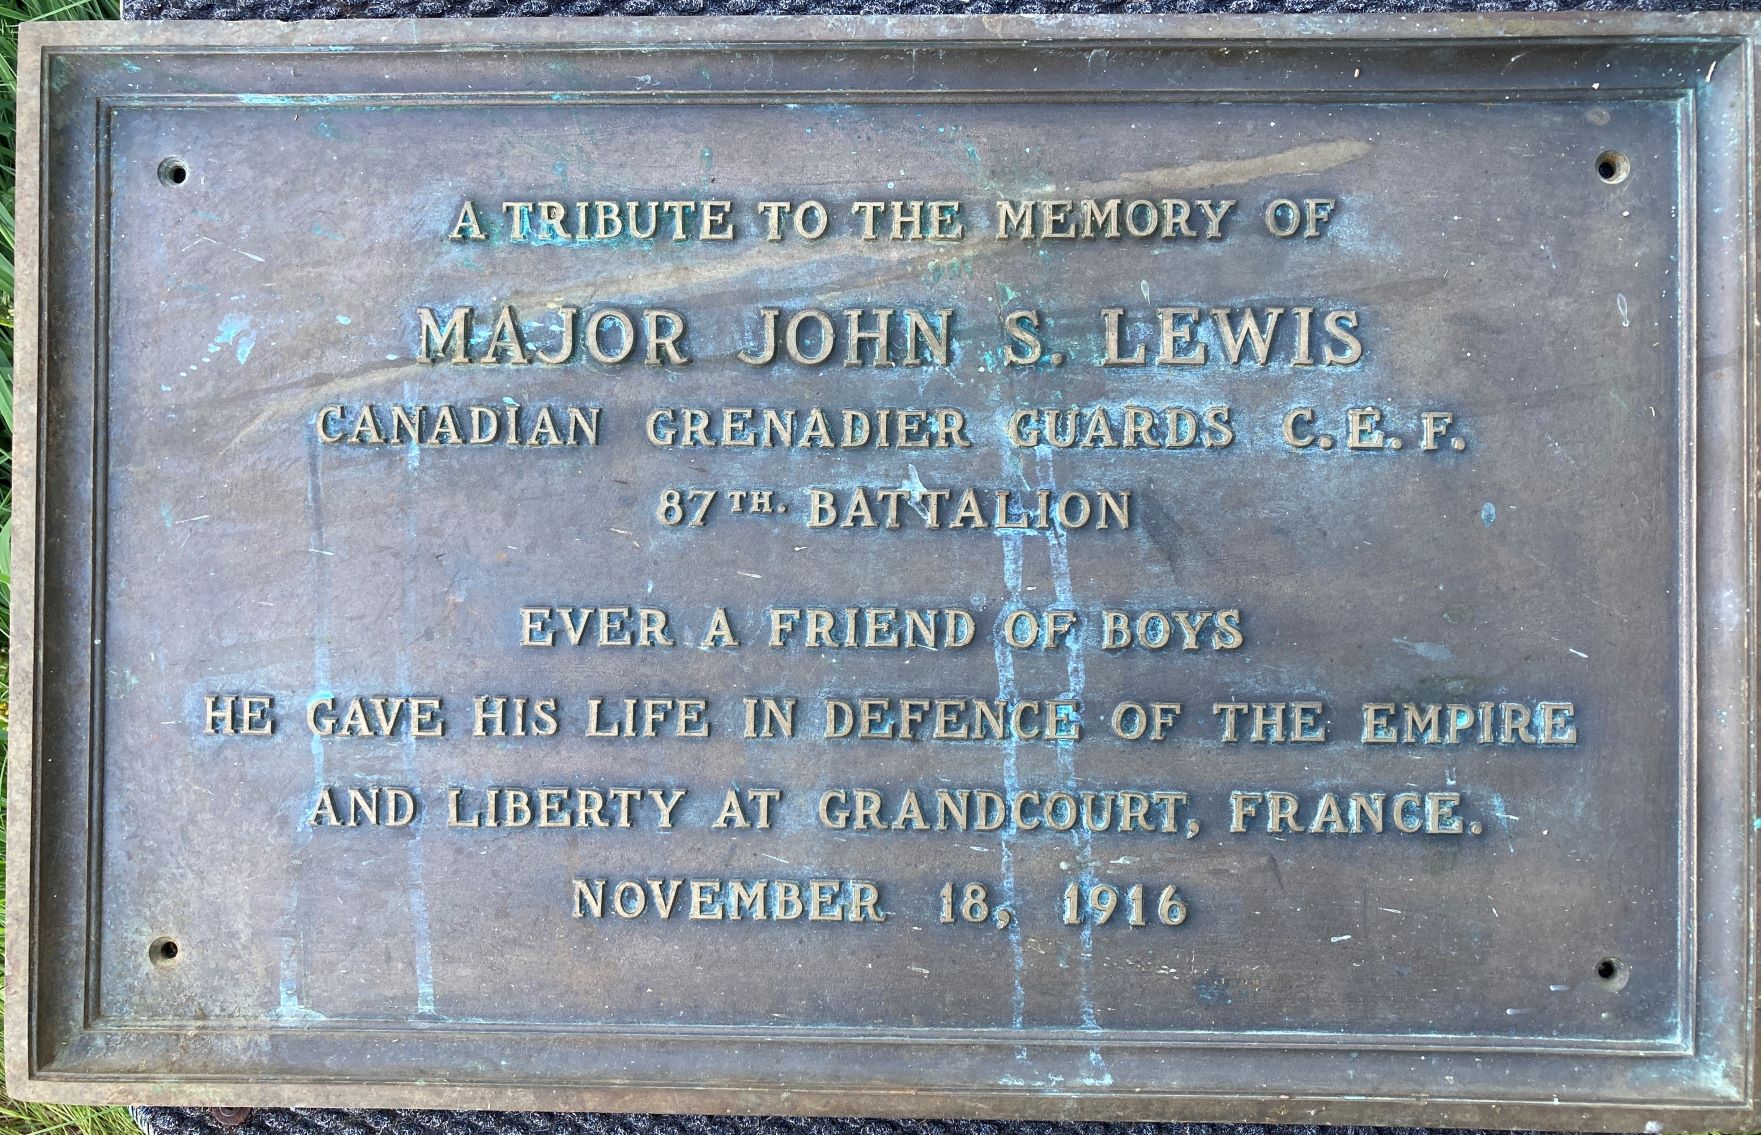 A TRIBUTE TO THE MEMORY OF
MAJOR JOHN S. LEWIS
CANADIAN GRENADIER GUARDS C.E.F.
87TH. BATTALION
EVER A FRIEND OF BOYS
HE GAVE HIS LIFE IN DEFENCE OF THE EMPIRE
AND LIBERTY AT GRANDCOURT, FRANCE.
NOVEMBER 18, 1916